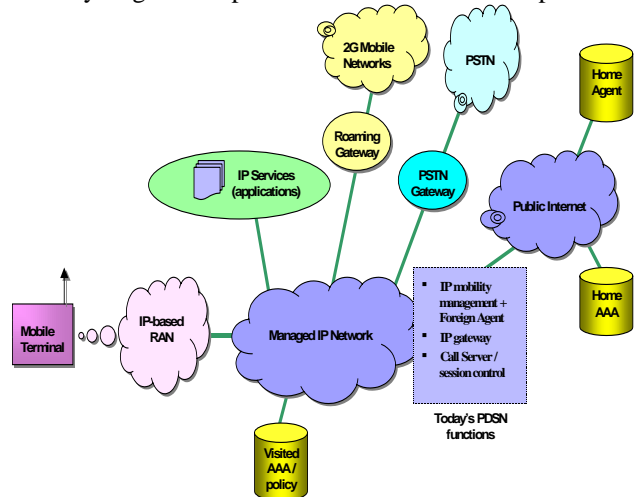 2G Mobile
Networks
PSTN
Home
Agent
Roaming
Gateway
IP Services
(applications)
PSTN
Gateway
Public Internet
IP mobility
management +
Foreign Agent
IP gateway
Call Server /
session control
Mobile
Terminal
IP-based
RAN
Managed IP Network
Home
AAA
Today's PDSN
functions
Visited
AAA /
policy